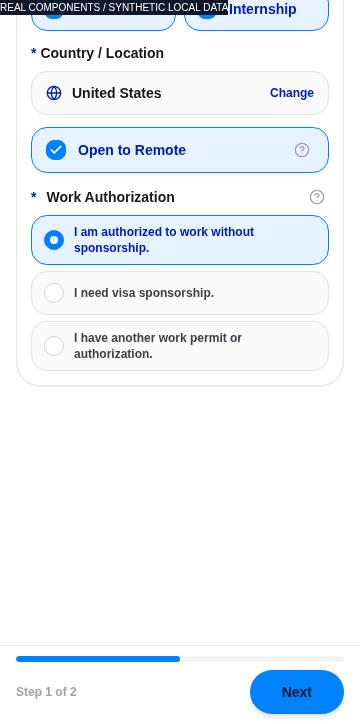 REAL COMPONENTS / SYNTHETIC LOCAL DATA
Internship
* Country / Location
United States
Change
Open to Remote
* Work Authorization
I am authorized to work without
sponsorship.
I need visa sponsorship.
I have another work permit or
authorization.
Step 1 of 2
Next